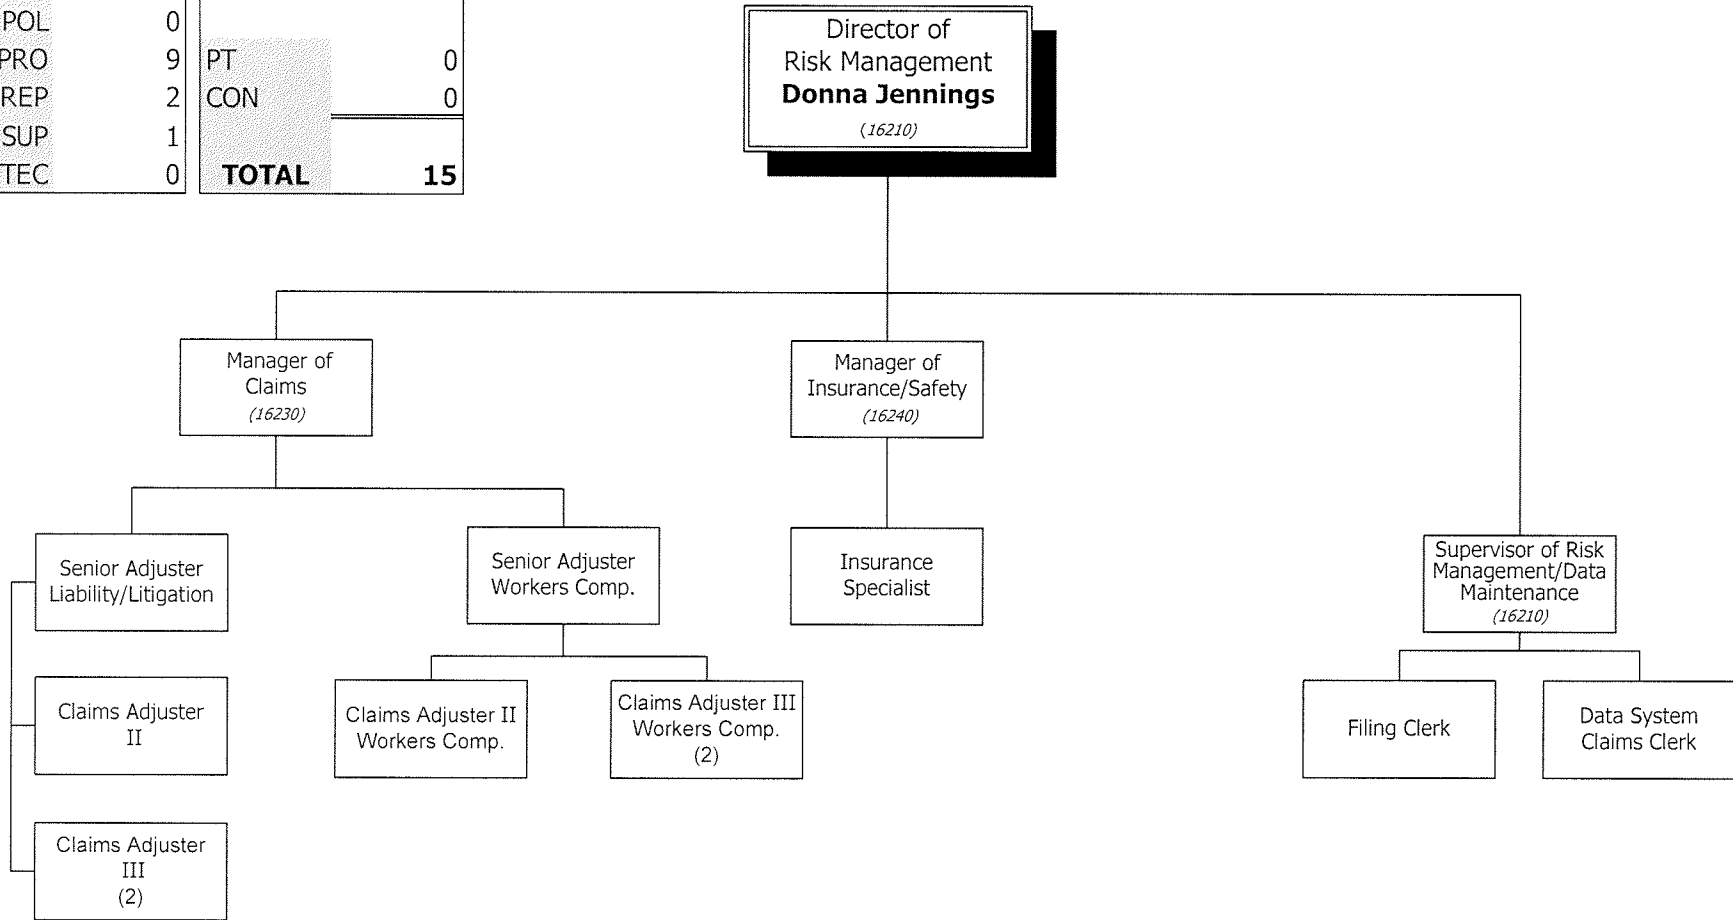 POL 0
PRO 9
REP 2
SUP 1
TEC 0
PT 0
CON 0
TOTAL 15
Director of
Risk Management
Donna Jennings
(16210)
Manager of
Claims
(16230)
Manager of
Insurance/Safety
(16240)
Senior Adjuster
Liability/Litigation
Senior Adjuster
Workers Comp.
Insurance
Specialist
Supervisor of Risk
Management/Data
Maintenance
(16210)
Claims Adjuster
II
Claims Adjuster II
Workers Comp.
Claims Adjuster III
Workers Comp.
(2)
Filing Clerk
Data System
Claims Clerk
Claims Adjuster
III
(2)